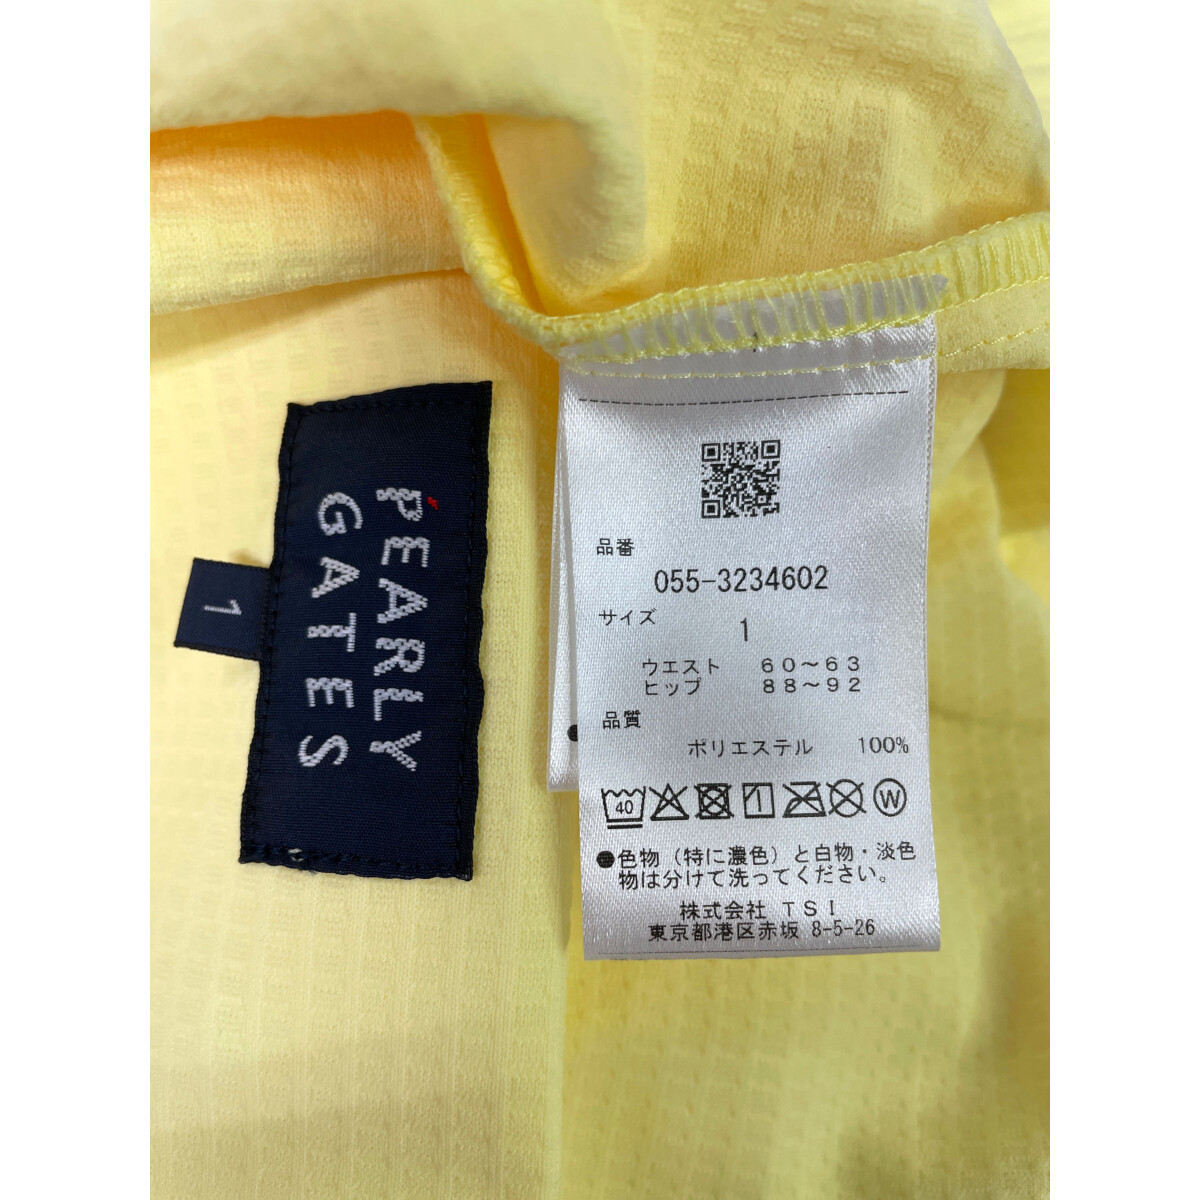 PEARLY
GATES
1
品番
055-3234602
サイズ
1
ウエスト 60~63
ヒップ 88~92
品質
ポリエステル 100%
40
W
●色物(特に濃色)と白物・淡色
物は分けて洗ってください。
株式会社 TSI
東京都港区赤坂 8-5-26